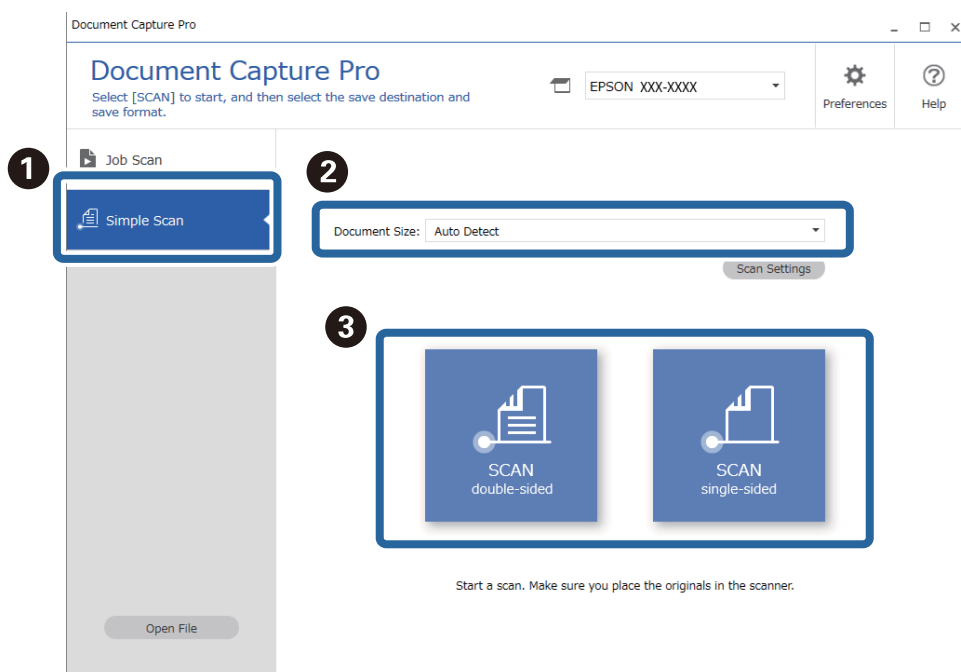 Document Capture Pro
Document Capture Pro
Select [SCAN] to start, and then select the save destination and
save format.
EPSON XXX-XXXX
Preferences
Help
1
Job Scan
Simple Scan
2
Document Size: Auto Detect
Scan Settings
3
SCAN
double-sided
SCAN
single-sided
Start a scan. Make sure you place the originals in the scanner.
Open File